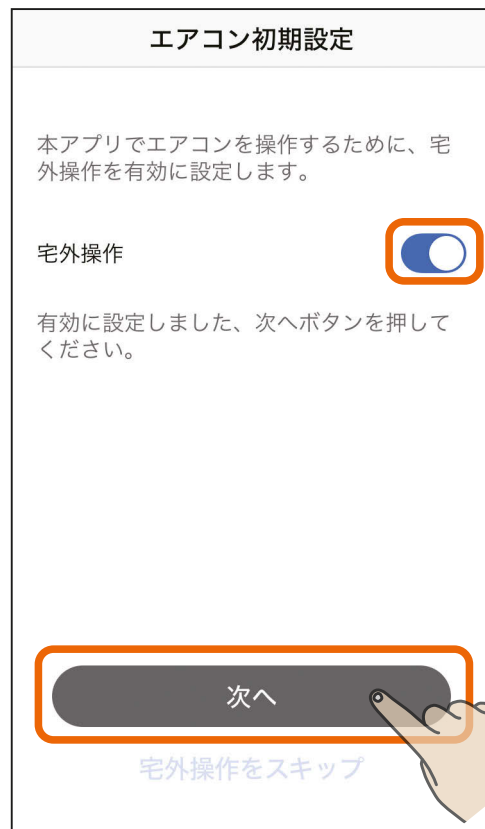 エアコン初期設定
本アプリでエアコンを操作するために、宅
外操作を有効に設定します。
宅外操作
有効に設定しました、次へボタンを押して
ください。
次へ
宅外操作をスキップ